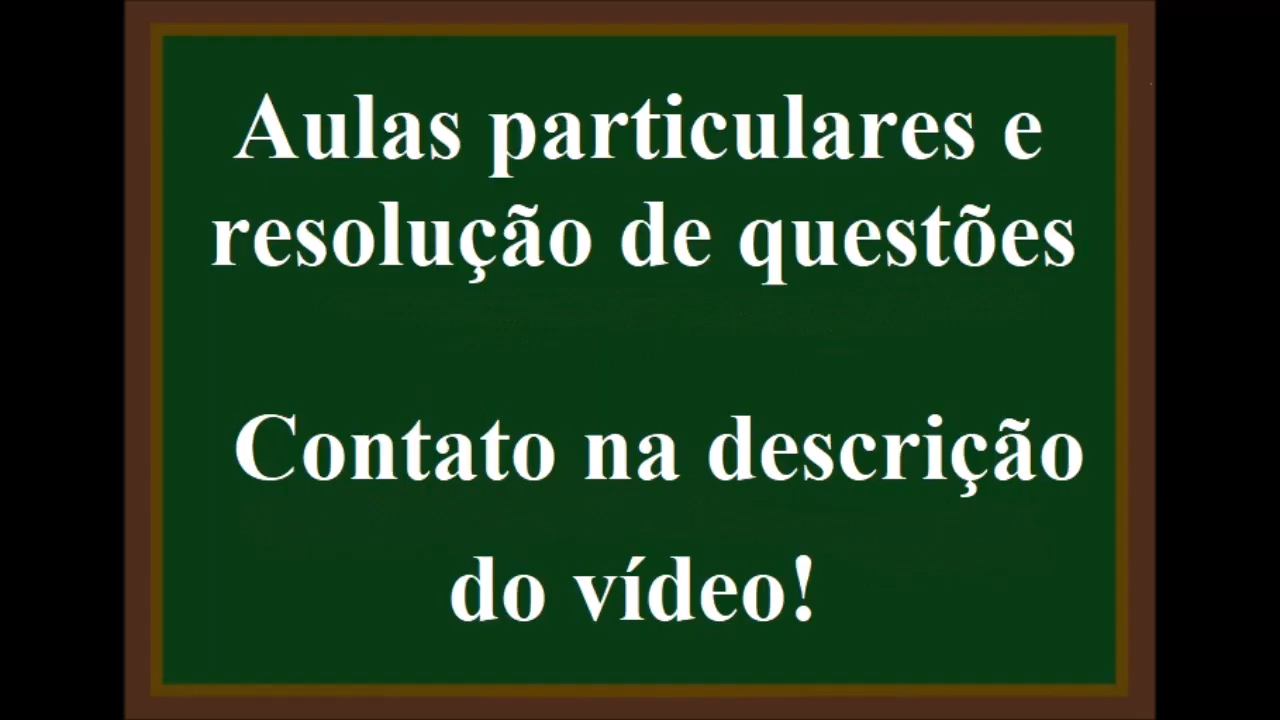 Aulas particulares e
resolução de questões
Contato na descrição
do vídeo!